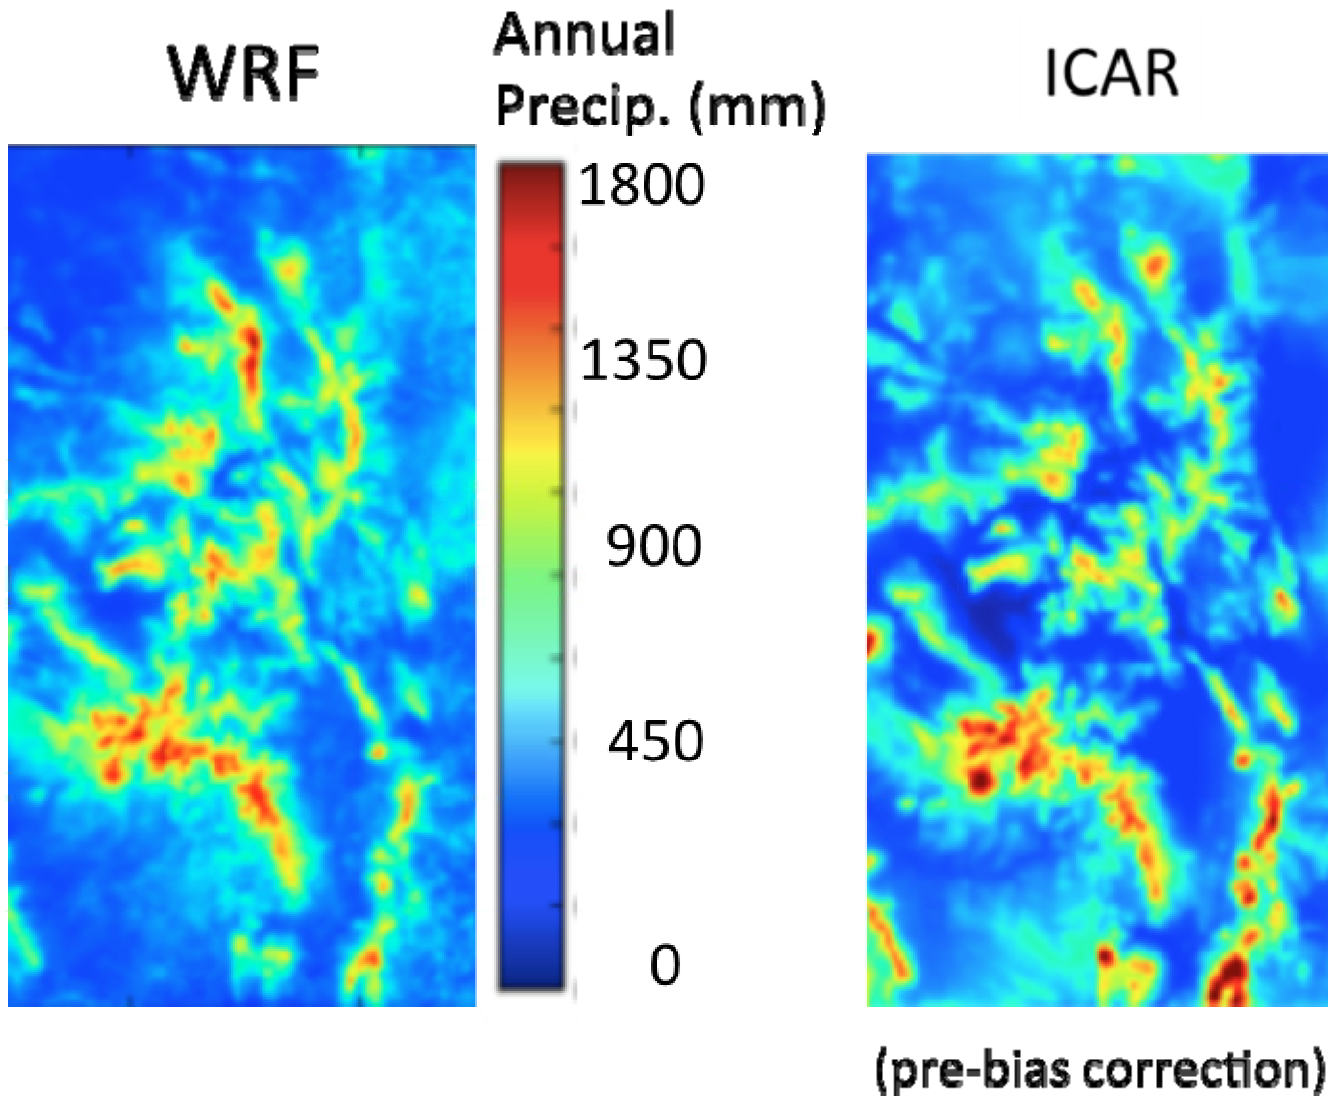 WRF
Annual
Precip. (mm)
ICAR
1800
1350
900
450
0
(pre-bias correction)